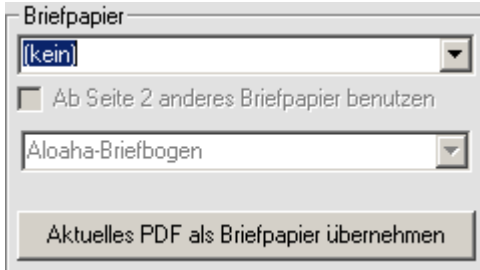 Briefpapier
(kein)
Ab Seite 2 anderes Briefpapier benutzen
Aloaha-Briefbogen
Aktuelles PDF als Briefpapier übernehmen